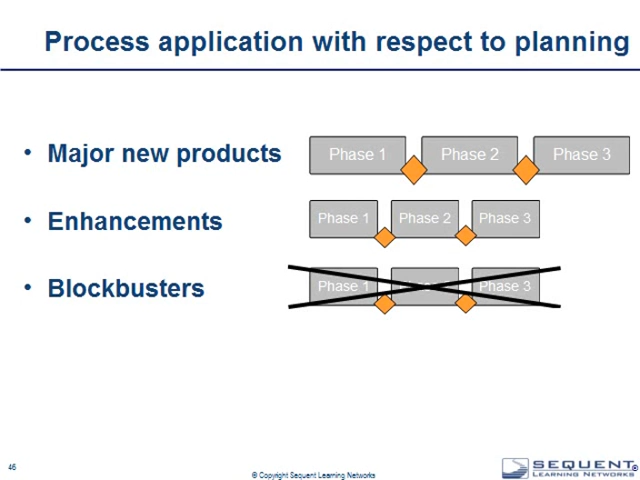 Process application with respect to planning
• Major new products
Phase 1 Phase 2 Phase 3
• Enhancements
Phase 1 Phase 2 Phase 3
• Blockbusters
Phase 1 Phase 3
46
© Copyright Sequent Learning Networks
SEQUENT®
LEARNING NETWORKS